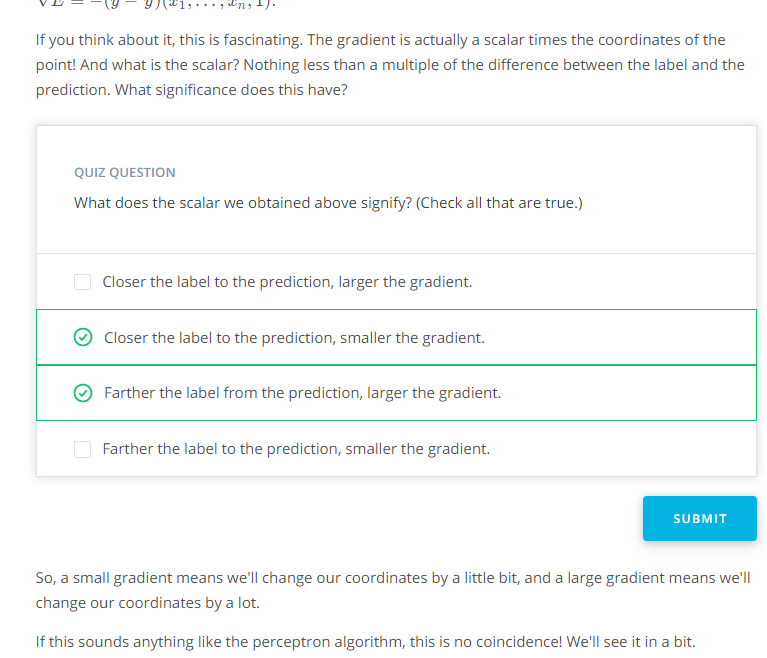 If you think about it, this is fascinating. The gradient is actually a scalar times the coordinates of the
point! And what is the scalar? Nothing less than a multiple of the difference between the label and the
prediction. What significance does this have?
QUIZ QUESTION
What does the scalar we obtained above signify? (Check all that are true.)
Closer the label to the prediction, larger the gradient.
Closer the label to the prediction, smaller the gradient.
Farther the label from the prediction, larger the gradient.
Farther the label to the prediction, smaller the gradient.
SUBMIT
So, a small gradient means we'll change our coordinates by a little bit, and a large gradient means we'll
change our coordinates by a lot.
If this sounds anything like the perceptron algorithm, this is no coincidence! We'll see it in a bit.